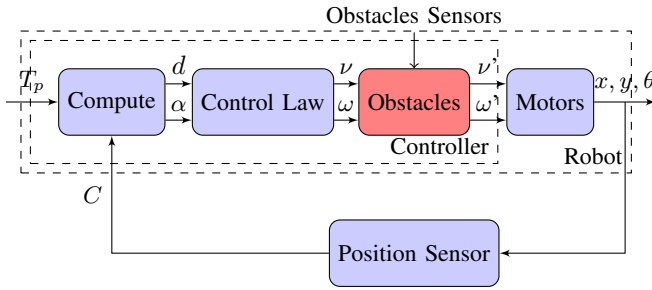 Obstacles Sensors
T_p
d
ν
ν'
x, y, θ
Compute
Control Law
Obstacles
Motors
α
ω
ω'
Controller
Robot
C
Position Sensor